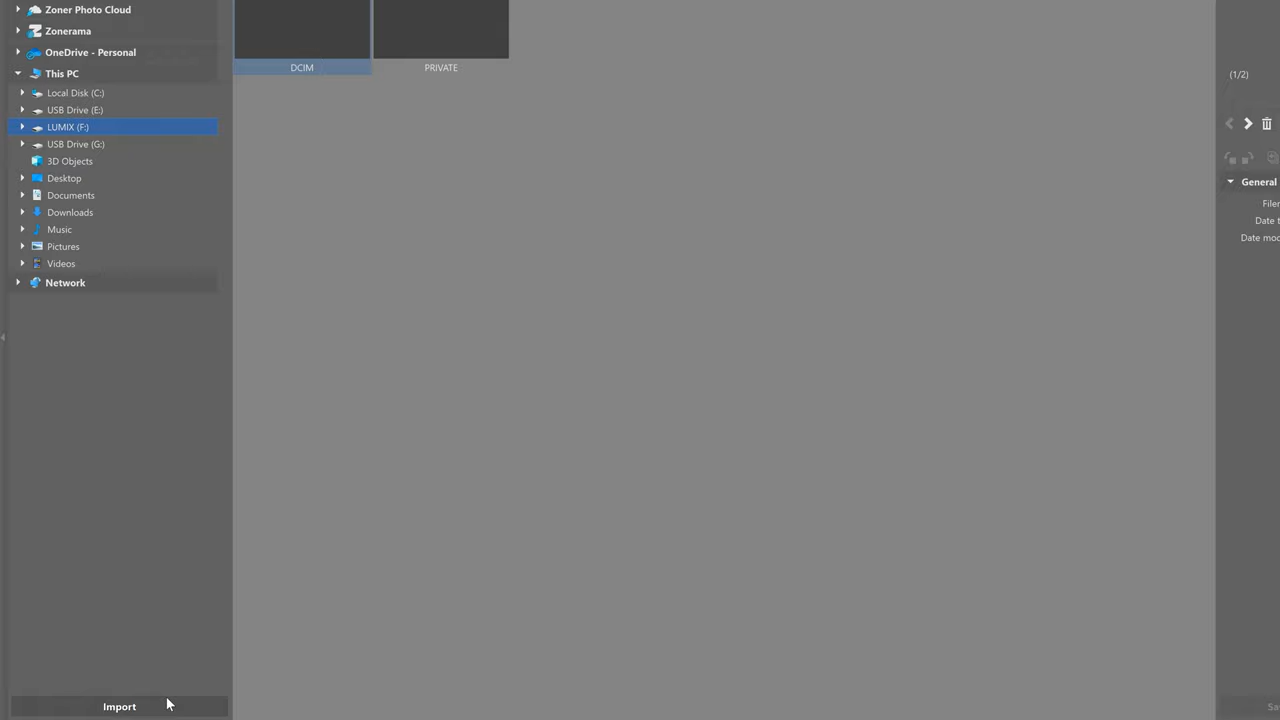 Zoner Photo Cloud
Zonerama
OneDrive - Personal
This PC
Local Disk (C:)
USB Drive (E:)
LUMIX (F:)
USB Drive (G:)
3D Objects
Desktop
Documents
Downloads
Music
Pictures
Videos
Network
Import
DCIM
PRIVATE
(1/2)
General
Date